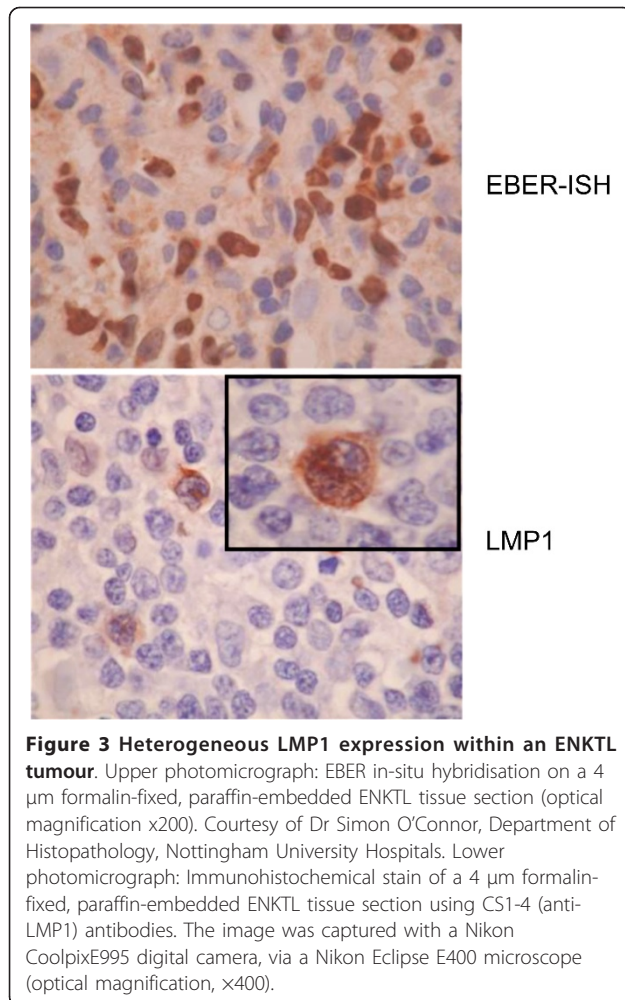 EBER-ISH
LMP1
Figure 3 Heterogeneous LMP1 expression within an ENKTL
tumour. Upper photomicrograph: EBER in-situ hybridisation on a 4
μm formalin-fixed, paraffin-embedded ENKTL tissue section (optical
magnification x200). Courtesy of Dr Simon O'Connor, Department of
Histopathology, Nottingham University Hospitals. Lower
photomicrograph: Immunohistochemical stain of a 4 μm formalin-
fixed, paraffin-embedded ENKTL tissue section using CS1-4 (anti-
LMP1) antibodies. The image was captured with a Nikon
CoolpixE995 digital camera, via a Nikon Eclipse E400 microscope
(optical magnification, ×400).